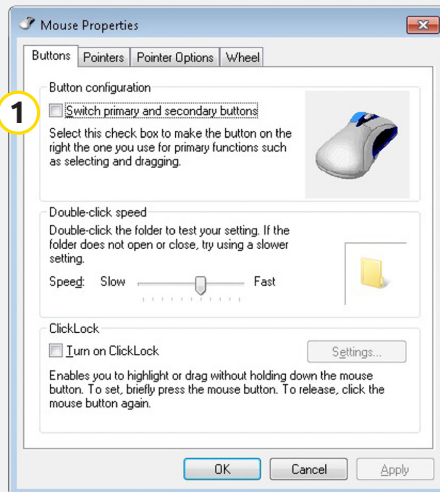 Mouse Properties
Buttons Pointers Pointer Options Wheel
Button configuration
1
Switch primary and secondary buttons
Select this check box to make the button on the
right the one you use for primary functions such
as selecting and dragging.
Double-click speed
Double-click the folder to test your setting. If the
folder does not open or close, try using a slower
setting.
Speed: Slow Fast
ClickLock
Turn on ClickLock
Settings...
Enables you to highlight or drag without holding down the mouse
button. To set, briefly press the mouse button. To release, click the
mouse button again.
OK Cancel Apply